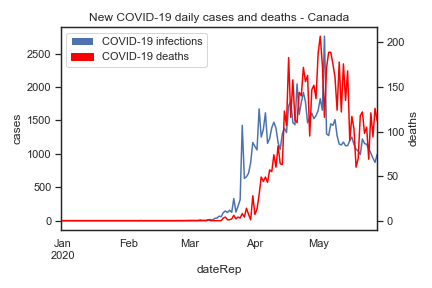 New COVID-19 daily cases and deaths - Canada
COVID-19 infections
COVID-19 deaths
2500
2000
1500
1000
500
0
cases
200
150
100
50
0
deaths
Jan
2020
Feb
Mar
Apr
May
dateRep